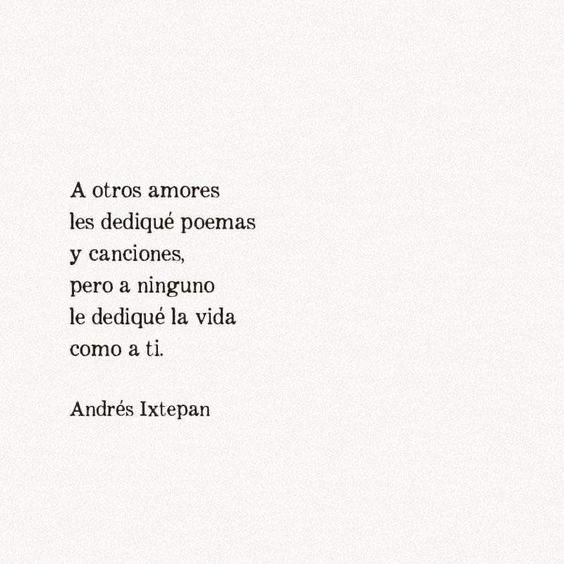 A otros amores
les dediqué poemas
y canciones,
pero a ninguno
le dediqué la vida
como a ti.
Andrés Ixtepan